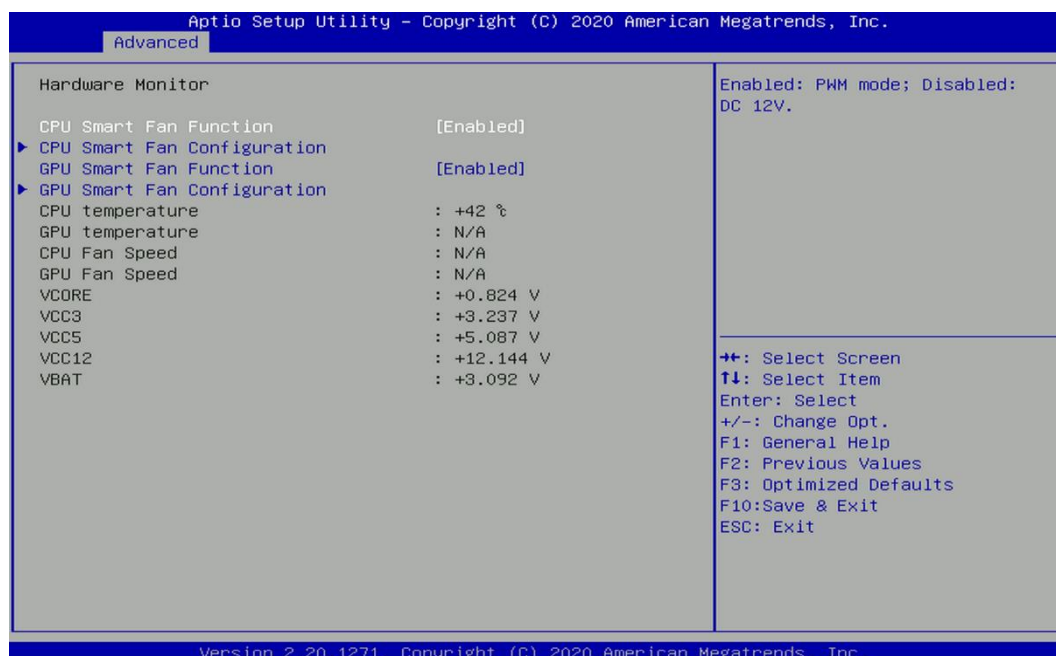 Aptio Setup Utility – Copyright (C) 2020 American Megatrends, Inc.
Advanced
Hardware Monitor
CPU Smart Fan Function [Enabled]
CPU Smart Fan Configuration
GPU Smart Fan Function [Enabled]
GPU Smart Fan Configuration
CPU temperature : +42 ℃
GPU temperature : N/A
CPU Fan Speed : N/A
GPU Fan Speed : N/A
VCORE : +0.824 V
VCC3 : +3.237 V
VCC5 : +5.087 V
VCC12 : +12.144 V
VBAT : +3.092 V
Enabled: PWM mode; Disabled:
DC 12V.
→←: Select Screen
↑↓: Select Item
Enter: Select
+/-: Change Opt.
F1: General Help
F2: Previous Values
F3: Optimized Defaults
F10:Save & Exit
ESC: Exit
Version 2.20.1271. Copyright (C) 2020 American Megatrends, Inc.